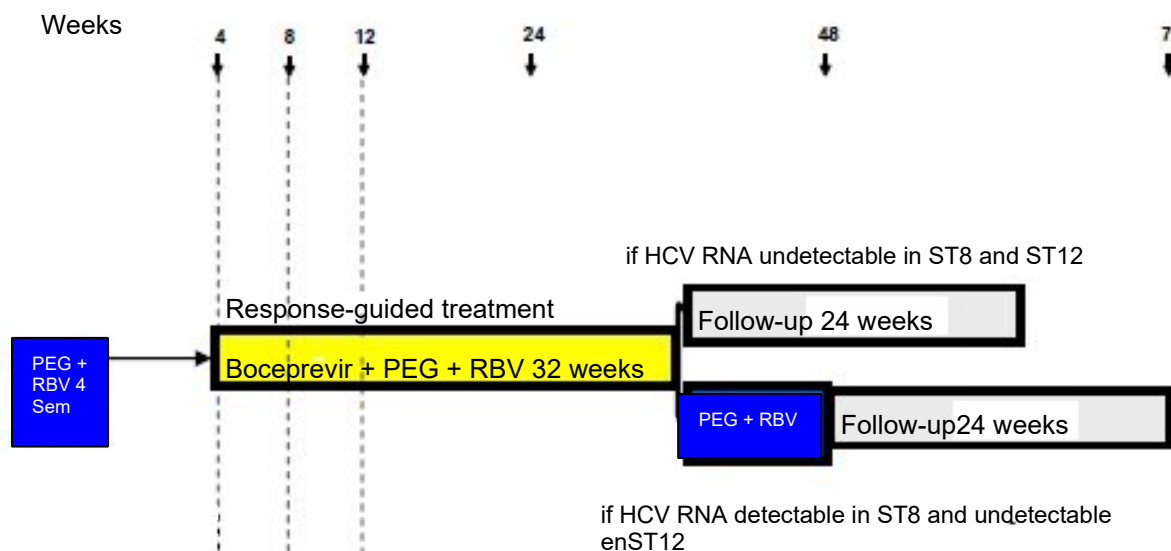 Weeks
4 8 12 24 48 7
if HCV RNA undetectable in ST8 and ST12
Response-guided treatment
Follow-up 24 weeks
PEG +
RBV 4
Sem
Boceprevir + PEG + RBV 32 weeks
PEG + RBV
Follow-up24 weeks
if HCV RNA detectable in ST8 and undetectable
enST12